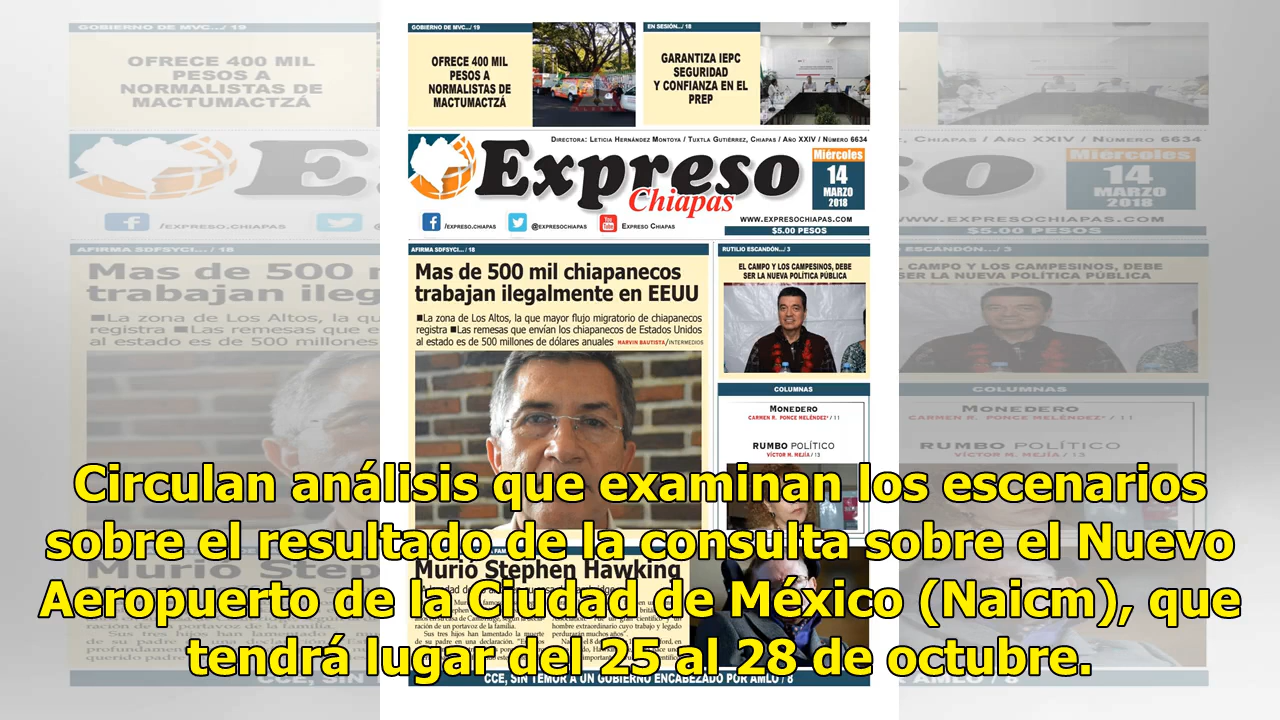 GOBIERNO DE MVC.../ 19
OFRECE 400 MIL
PESOS A
NORMALISTAS DE
MACTUMACTZÁ
EN SESIÓN.../ 18
GARANTIZA IEPC
SEGURIDAD
Y CONFIANZA EN EL
PREP
Directora: Leticia Hernández Montoya / Tuxtla Gutiérrez, Chiapas / Año XXIV / Número 6634
Expreso
Chiapas
Miércoles
14
MARZO
2018
/expreso.chiapas
@expresochiapas
You
Expreso Chiapas
www.expresochiapas.com
$5.00 PESOS
AFIRMA SDFSYCI... / 18
Mas de 500 mil chiapanecos
trabajan ilegalmente en EEUU
■La zona de Los Altos, la que mayor flujo migratorio de chiapanecos
registra ■Las remesas que envían los chiapanecos de Estados Unidos
al estado es de 500 millones de dólares anuales MARVIN BAUTISTA/INTERMEDIOS
RUTILIO ESCANDÓN.../ 3
EL CAMPO Y LOS CAMPESINOS, DEBE
SER LA NUEVA POLÍTICA PÚBLICA
COLUMNAS
Monedero
CARMEN R. PONCE MELÉNDEZ* / 11
RUMBO POLÍTICO
VÍCTOR M. MEJÍA / 13
Murió Stephen Hawking
CCE, SIN TEMOR A UN GOBIERNO ENCABEZADO POR AMLO / 8
Circulan análisis que examinan los escenarios
sobre el resultado de la consulta sobre el Nuevo
Aeropuerto de la Ciudad de México (Naicm), que
tendrá lugar del 25 al 28 de octubre.